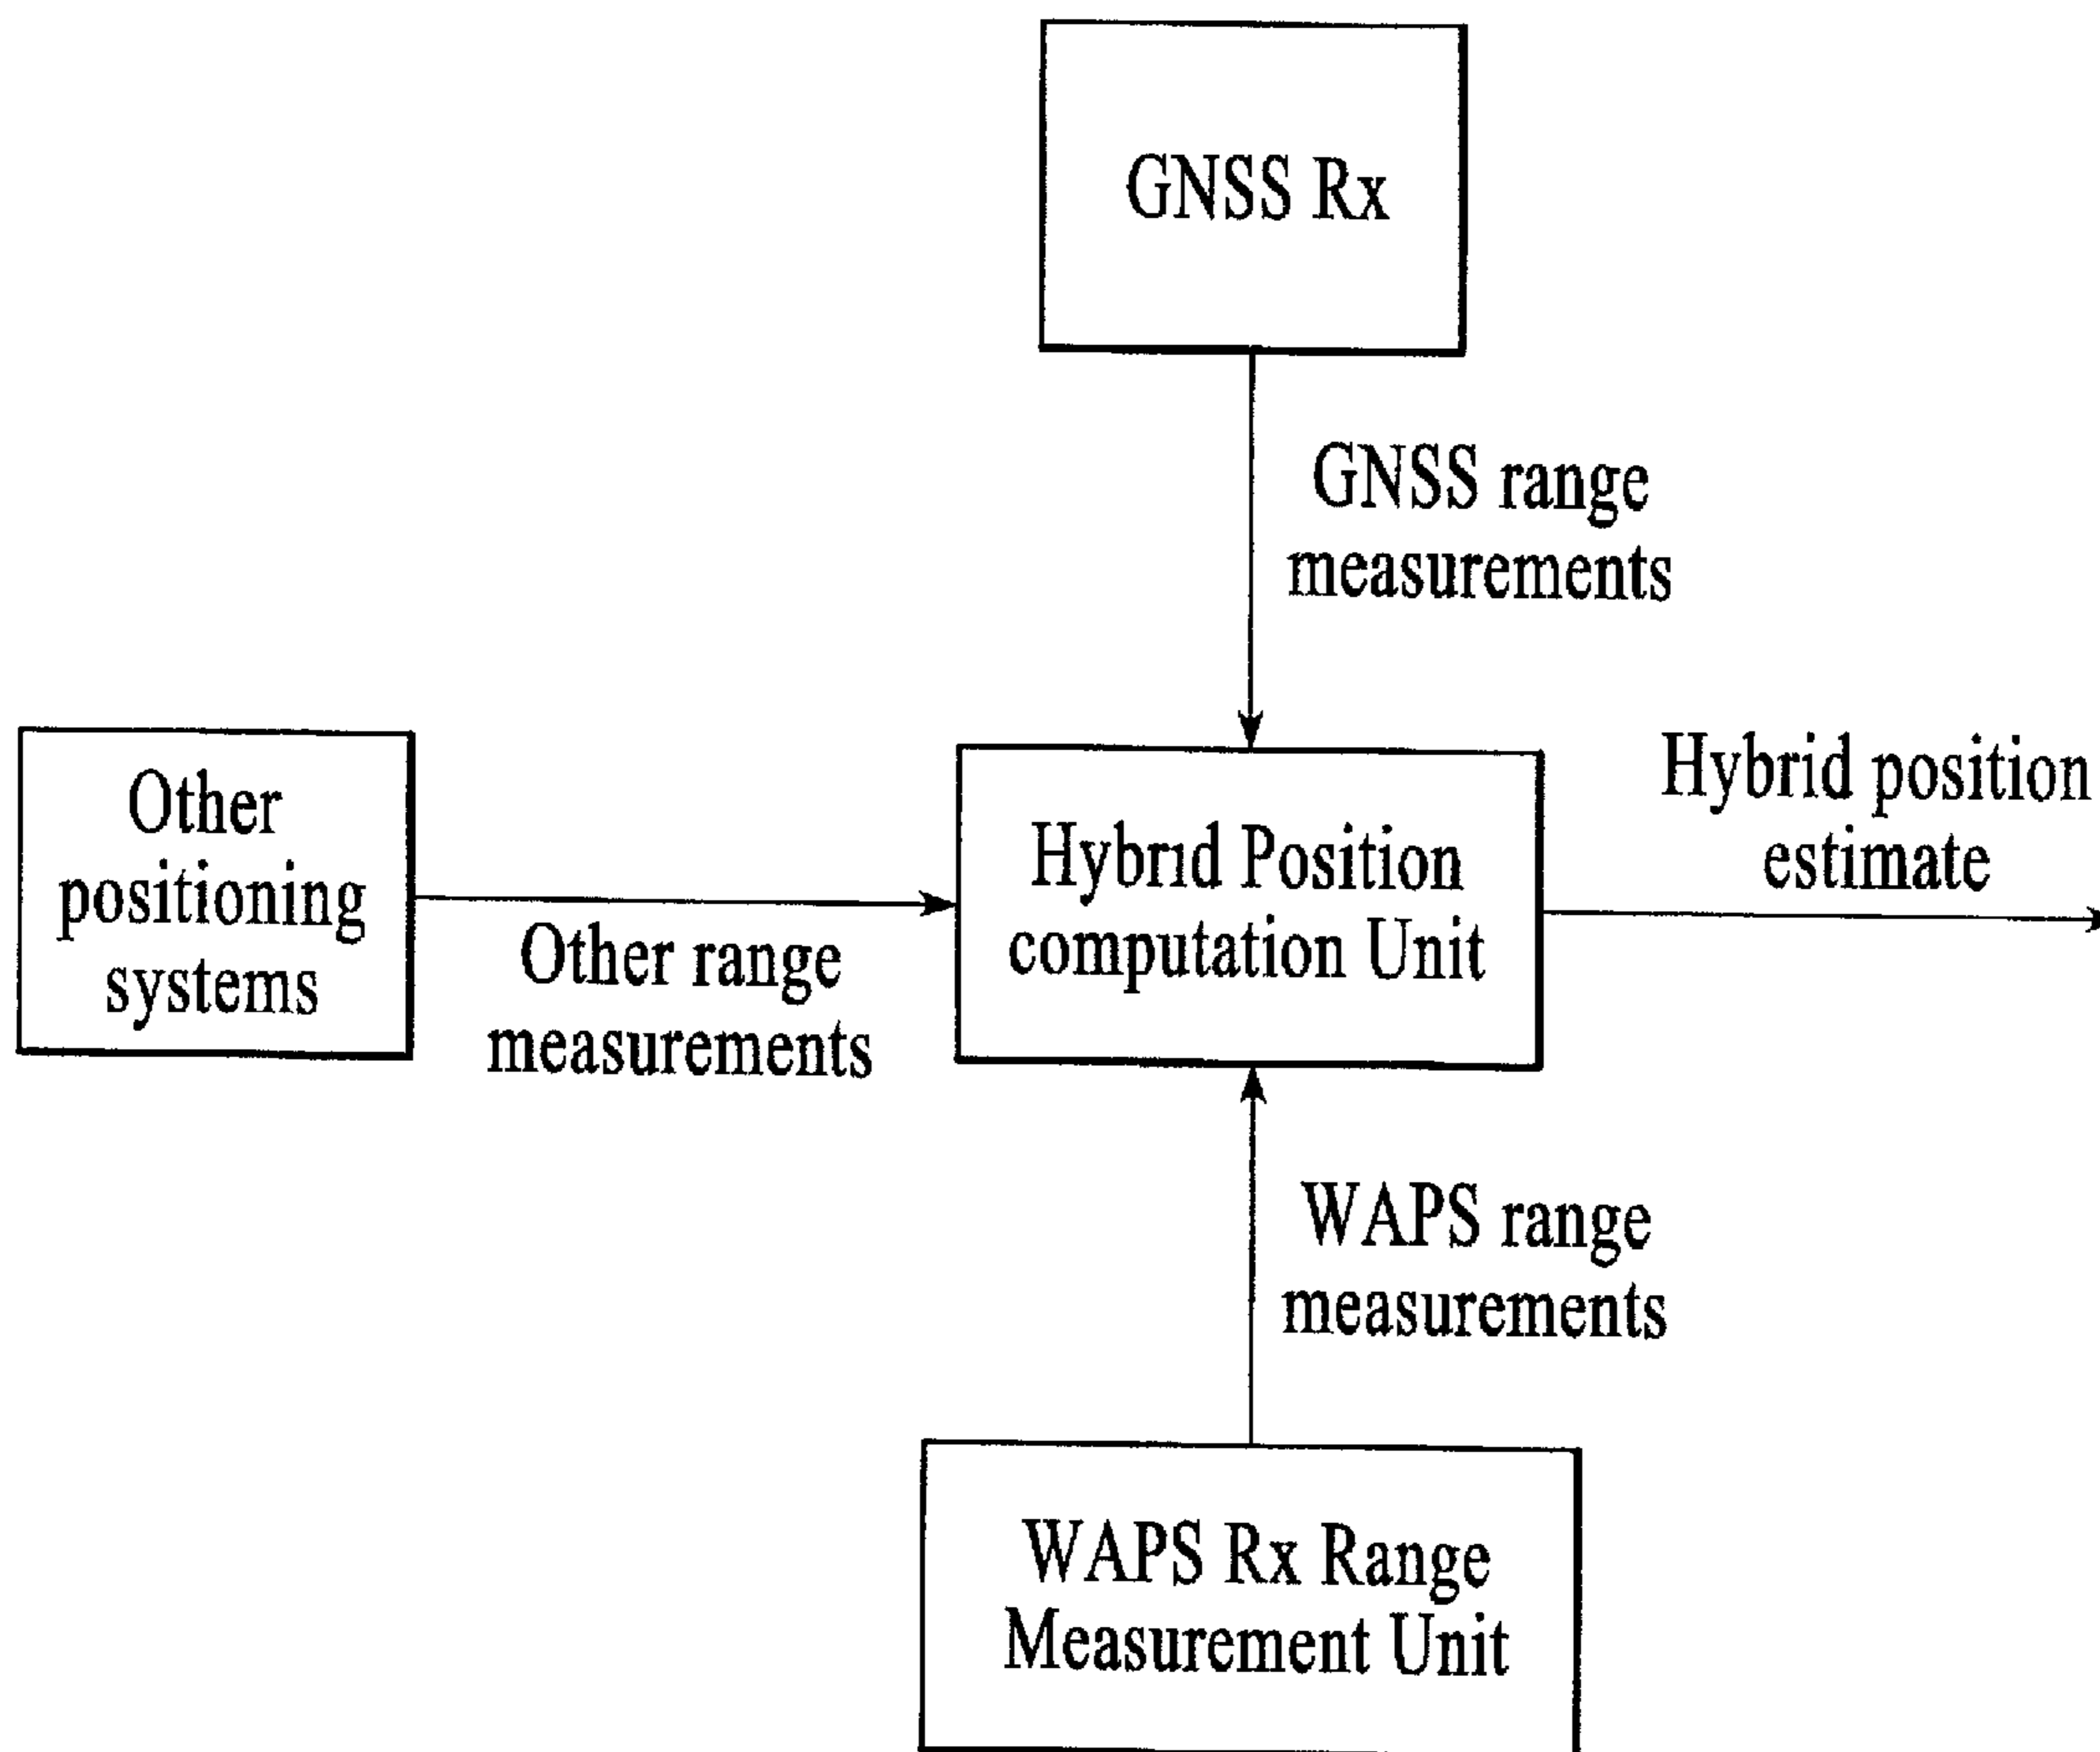 GNSS Rx
GNSS range
measurements
Other
positioning
systems
Other range
measurements
Hybrid Position
computation Unit
Hybrid position
estimate
WAPS range
measurements
WAPS Rx Range
Measurement Unit